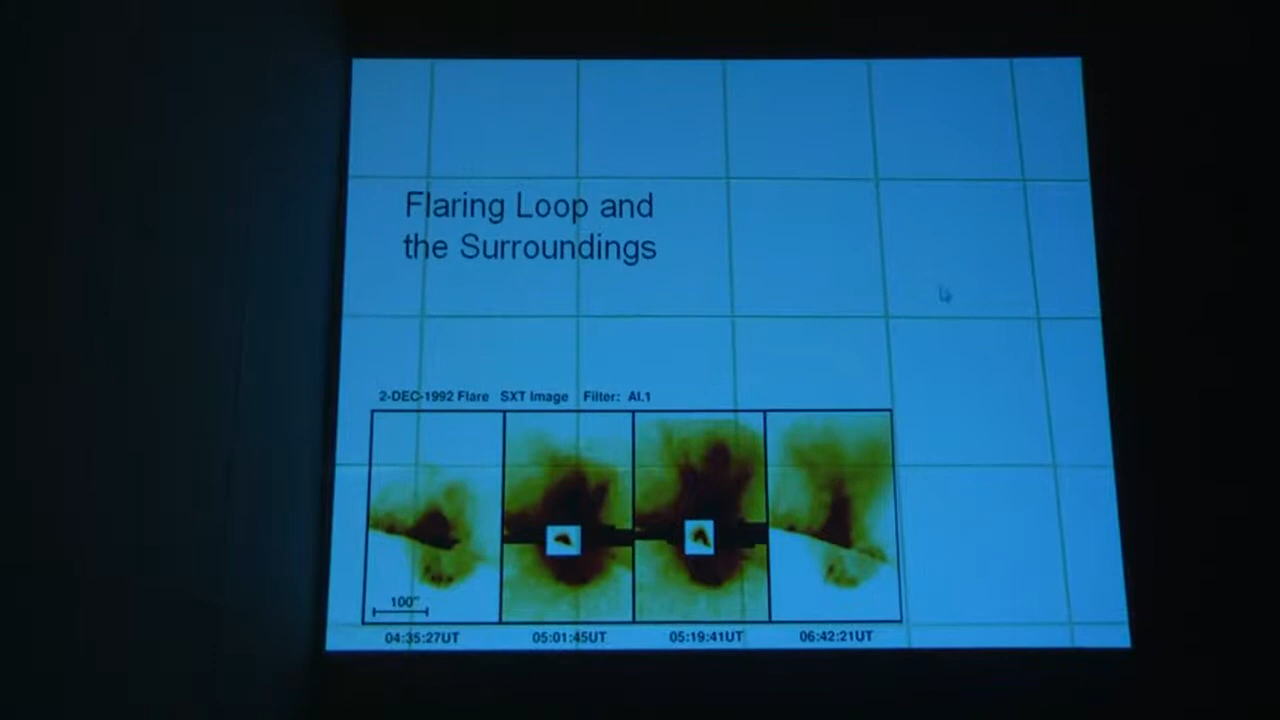 Flaring Loop and
the Surroundings
2-DEC-1992 Flare SXT Image Filter: Al.1
100"
04:35:27UT 05:01:45UT 05:19:41UT 06:42:21UT